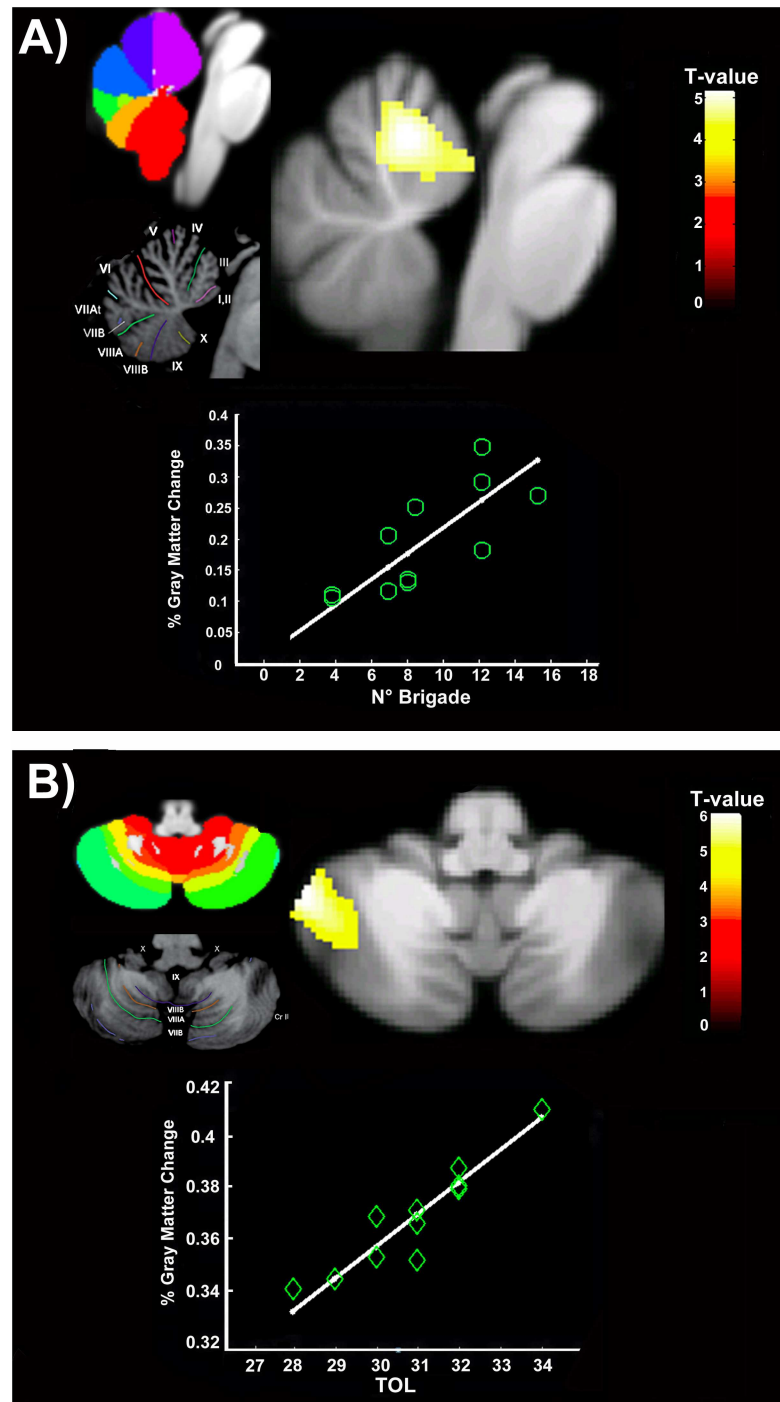 A)
T-value
5
4
3
2
1
0
V
IV
VI
III
I,II
VIIAt
VIIB
X
VIIIA
IX
VIIIB
% Gray Matter Change
0.4
0.35
0.3
0.25
0.2
0.15
0.1
0.05
0
0 2 4 6 8 10 12 14 16 18
N° Brigade
B)
T-value
6
5
4
3
2
1
0
X X
IX
VIIIB
VIIIA
VIIB
Cr II
% Gray Matter Change
0.42
0.4
0.38
0.36
0.34
0.32
27 28 29 30 31 32 33 34
TOL